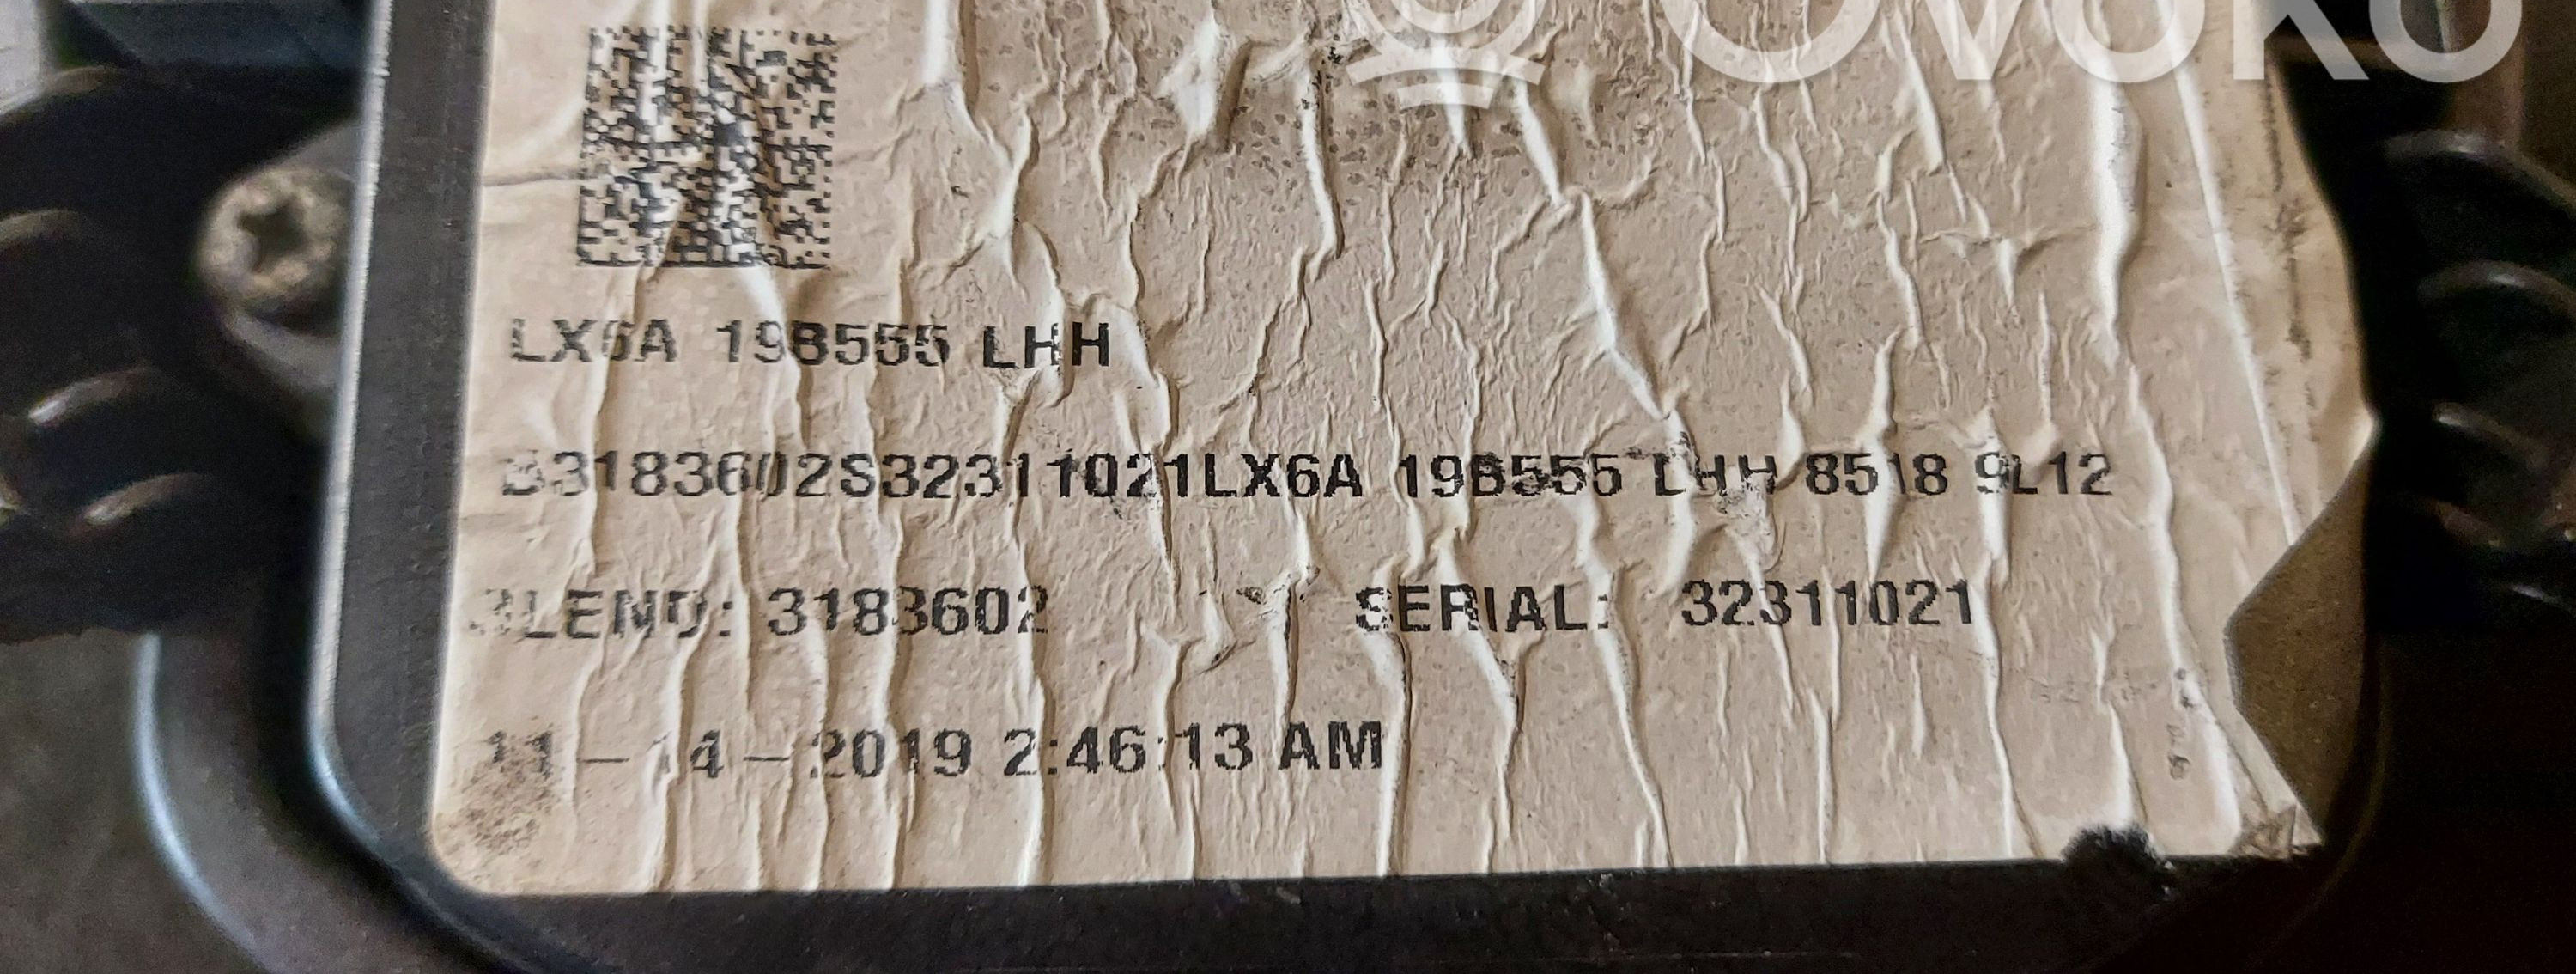 OVOKO
LX6A 19B555 LHH
B3183602S32311021LX6A 19B555 LHH 8518 9L12
BLEND: 3183602 SERIAL: 32311021
11-14-2019 2:46:13 AM